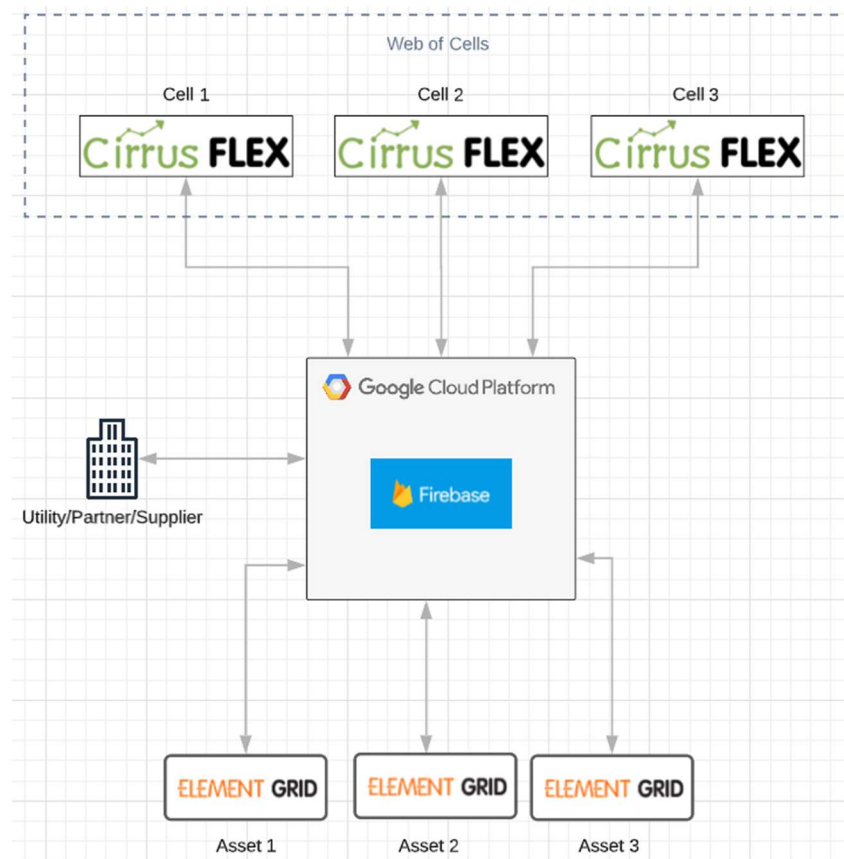 Web of Cells
Cell 1
Cell 2
Cell 3
Cirrus FLEX
Cirrus FLEX
Cirrus FLEX
Google Cloud Platform
Firebase
Utility/Partner/Supplier
ELEMENT GRID
ELEMENT GRID
ELEMENT GRID
Asset 1
Asset 2
Asset 3